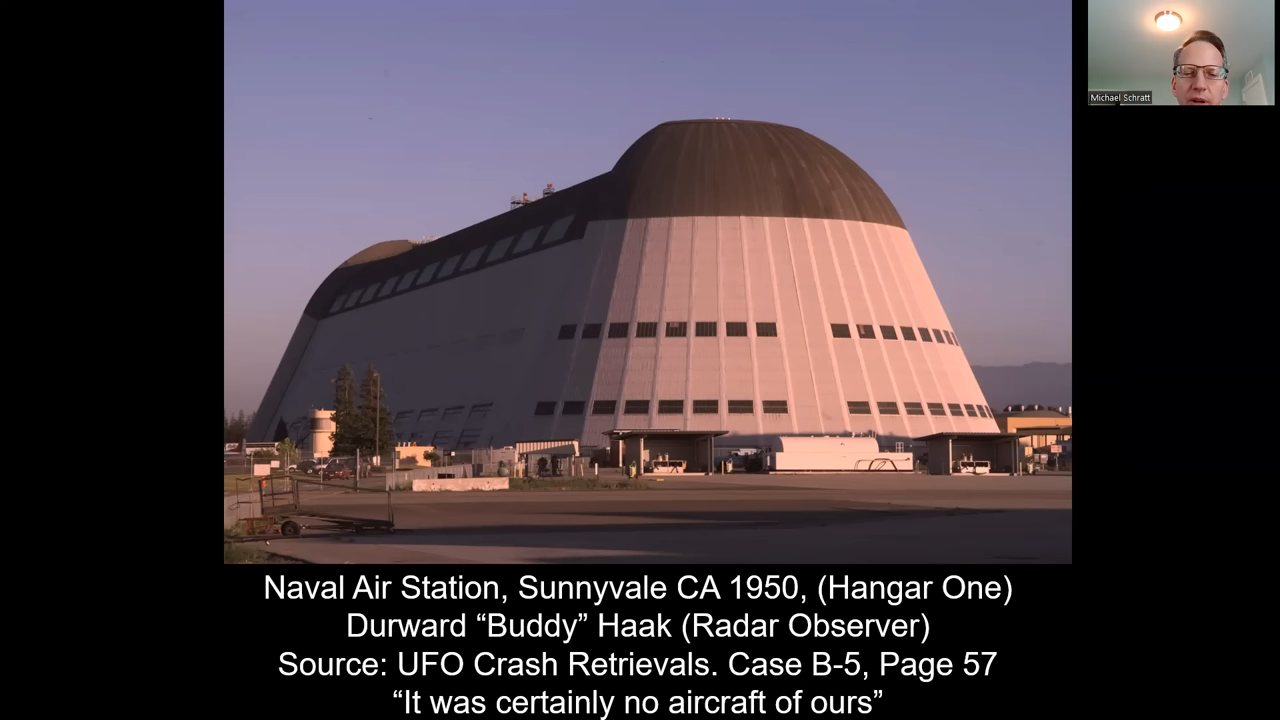 Michael Schratt
Naval Air Station, Sunnyvale CA 1950, (Hangar One)
Durward “Buddy” Haak (Radar Observer)
Source: UFO Crash Retrievals. Case B-5, Page 57
“It was certainly no aircraft of ours”